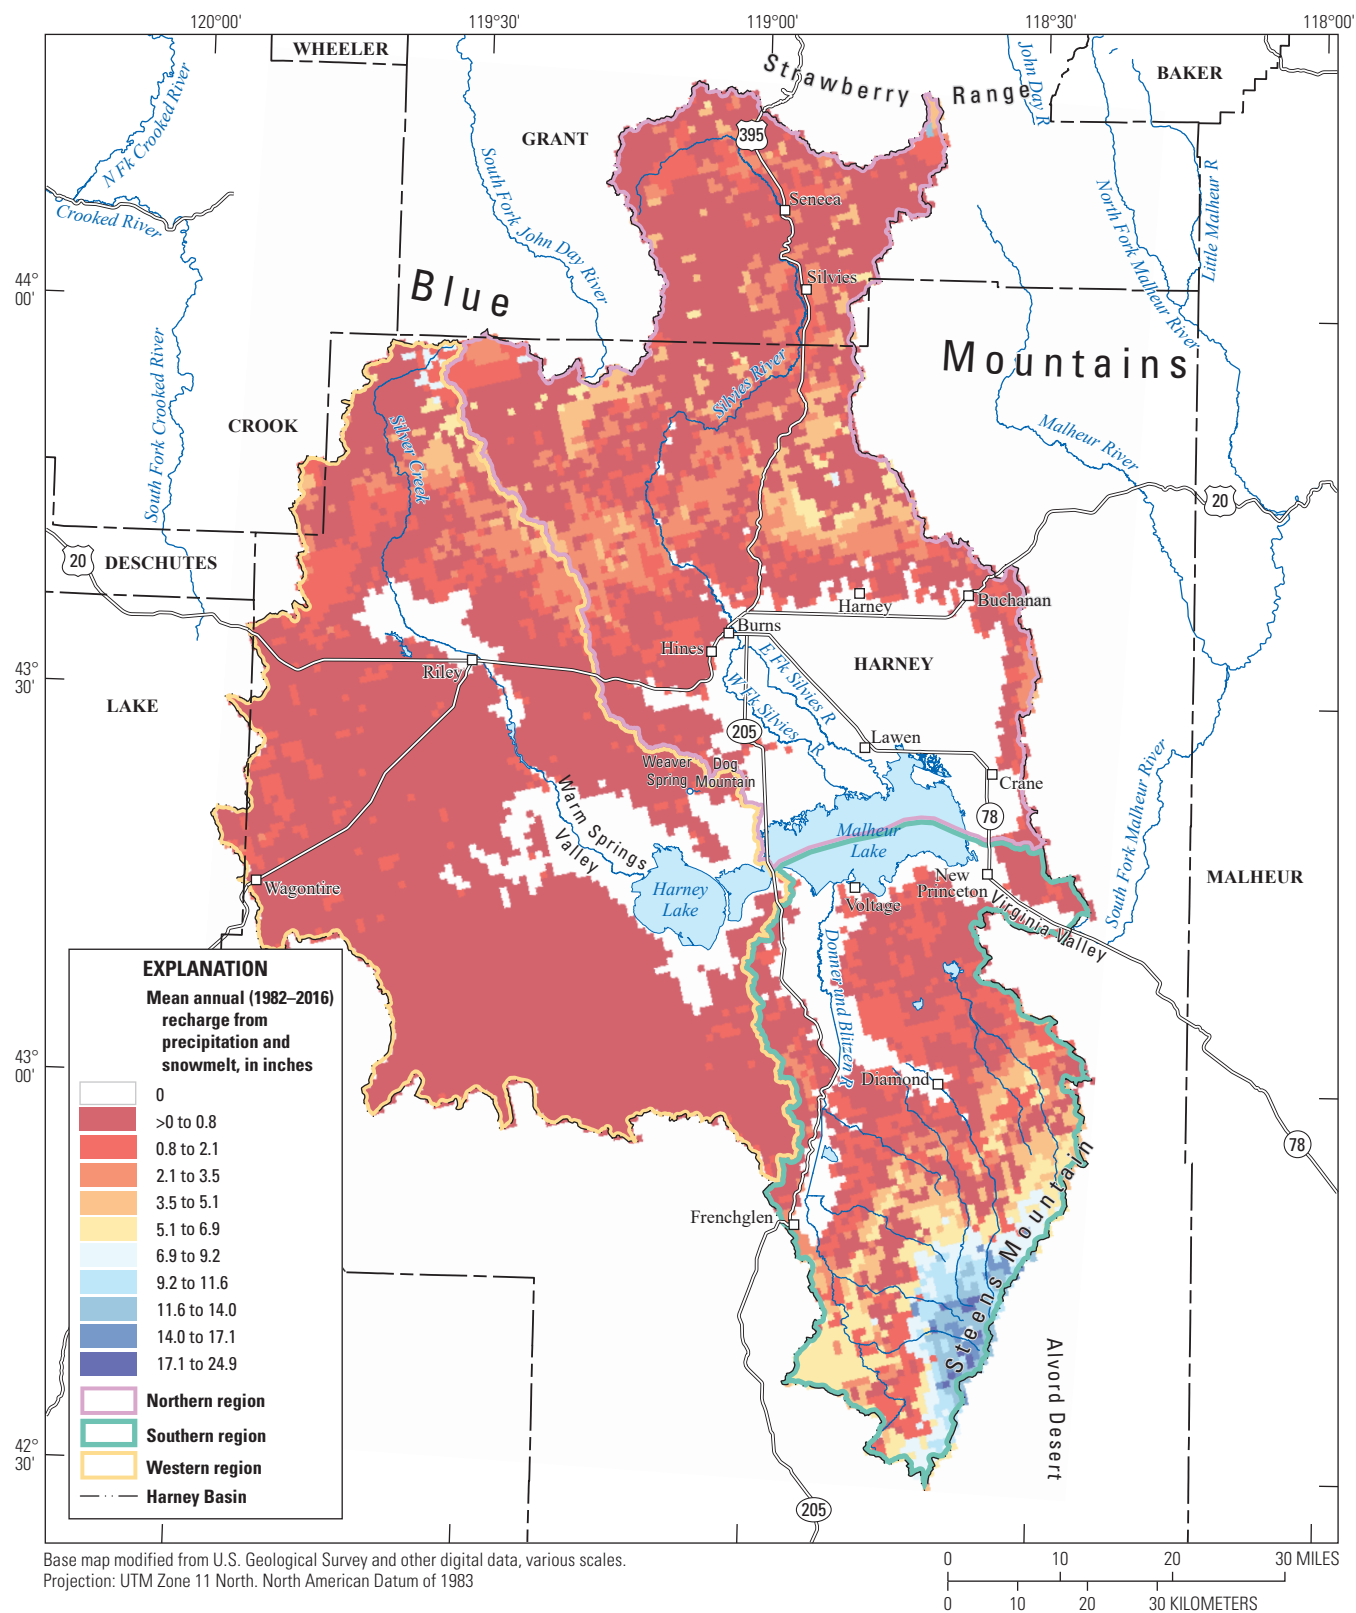 120°00'
119°30'
119°00'
118°30'
118°00'
WHEELER
Strawberry Range
BAKER
John Day R
N Fk Crooked River
GRANT
395
South Fork John Day River
North Fork Malheur River
Little Malheur R
Crooked River
Seneca
44°
00'
Blue
Silvies
South Fork Crooked River
Mountains
Silvies River
CROOK
Silver Creek
Malheur River
20
20
DESCHUTES
Harney
Buchanan
Burns
Hines
HARNEY
E Fk Silvies R
Riley
43°
30'
W Fk Silvies R
LAKE
205
Lawen
Weaver
Spring
Dog
Mountain
Crane
Warm Springs
Valley
78
Malheur
Lake
South Fork Malheur River
Wagontire
Harney
Lake
New
Princeton
MALHEUR
Voltage
Virginia Valley
Donner und Blitzen R
43°
00'
Diamond
78
Frenchglen
Steens Mountain
Alvord Desert
42°
30'
205
EXPLANATION
Mean annual (1982–2016)
recharge from
precipitation and
snowmelt, in inches
0
>0 to 0.8
0.8 to 2.1
2.1 to 3.5
3.5 to 5.1
5.1 to 6.9
6.9 to 9.2
9.2 to 11.6
11.6 to 14.0
14.0 to 17.1
17.1 to 24.9
Northern region
Southern region
Western region
Harney Basin
Base map modified from U.S. Geological Survey and other digital data, various scales.
Projection: UTM Zone 11 North. North American Datum of 1983
0 10 20 30 MILES
0 10 20 30 KILOMETERS